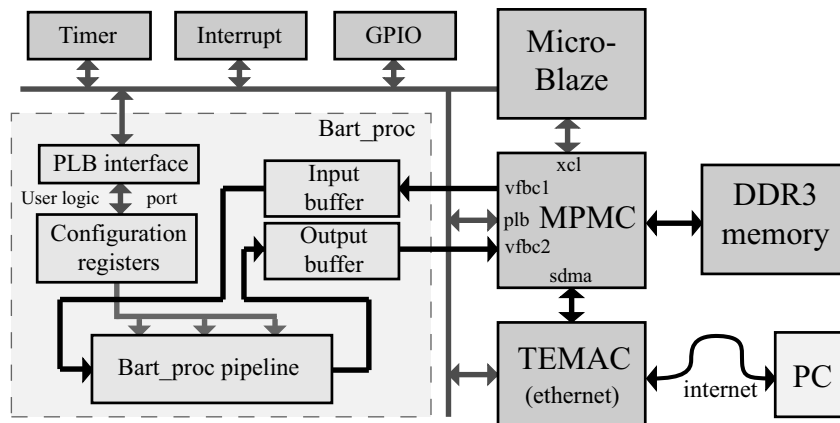 Timer
Interrupt
GPIO
Micro-
Blaze
Bart_proc
PLB interface
User logic port
Configuration
registers
Input
buffer
Output
buffer
Bart_proc pipeline
xcl
vfbc1
plb
MPMC
vfbc2
sdma
DDR3
memory
TEMAC
(ethernet)
internet
PC